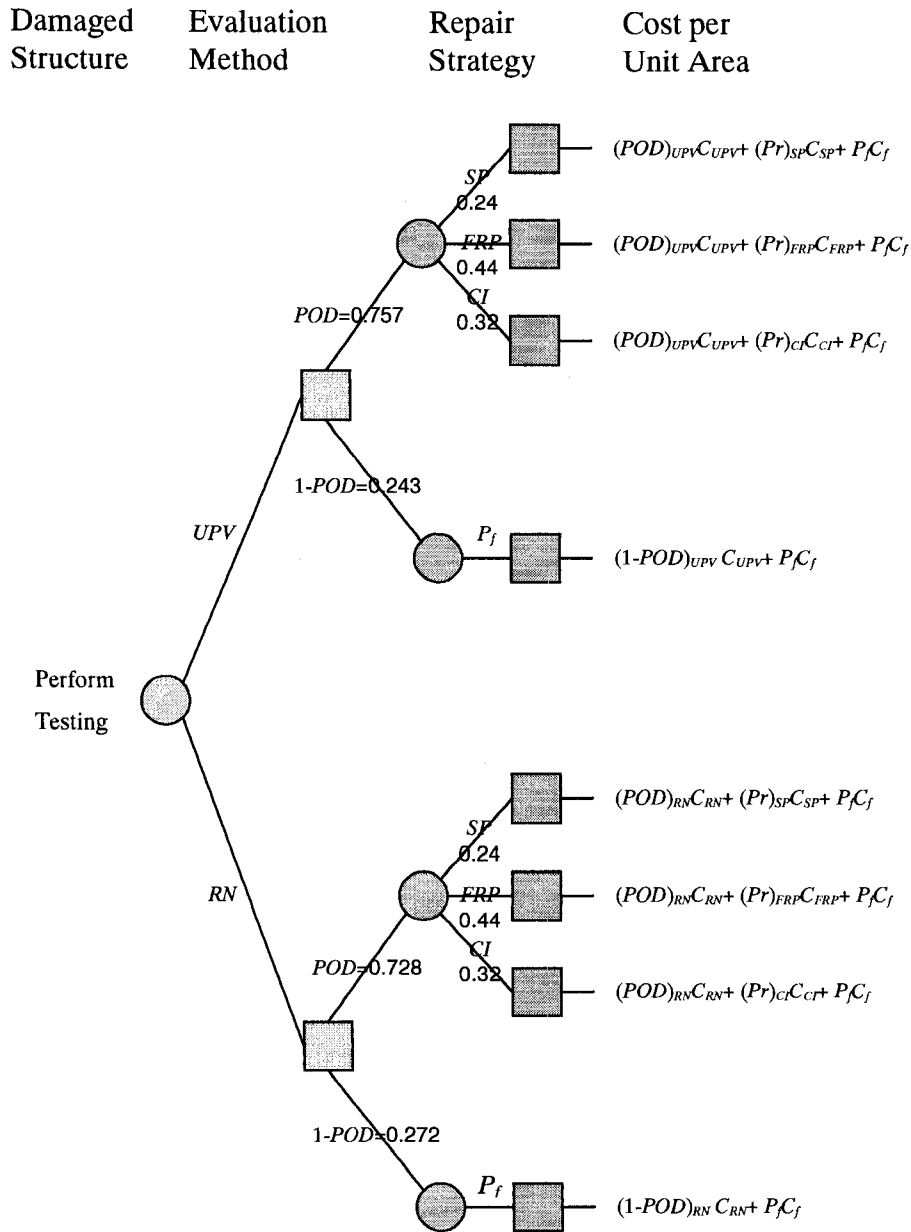 Damaged Structure
Evaluation Method
Repair Strategy
Cost per Unit Area
SP
0.24
(POD)UPVCUPV+ (Pr)SPCSP+ PfCf
FRP
0.44
(POD)UPVCUPV+ (Pr)FRPCFRP+ PfCf
CI
0.32
(POD)UPVCUPV+ (Pr)CICCI+ PfCf
POD=0.757
1-POD=0.243
UPV
Pf
(1-POD)UPV CUPV+ PfCf
Perform
Testing
SP
0.24
(POD)RNCRN+ (Pr)SPCSP+ PfCf
RN
FRP
0.44
(POD)RNCRN+ (Pr)FRPCFRP+ PfCf
CI
0.32
(POD)RNCRN+ (Pr)CICCI+ PfCf
POD=0.728
1-POD=0.272
Pf
(1-POD)RN CRN+ PfCf